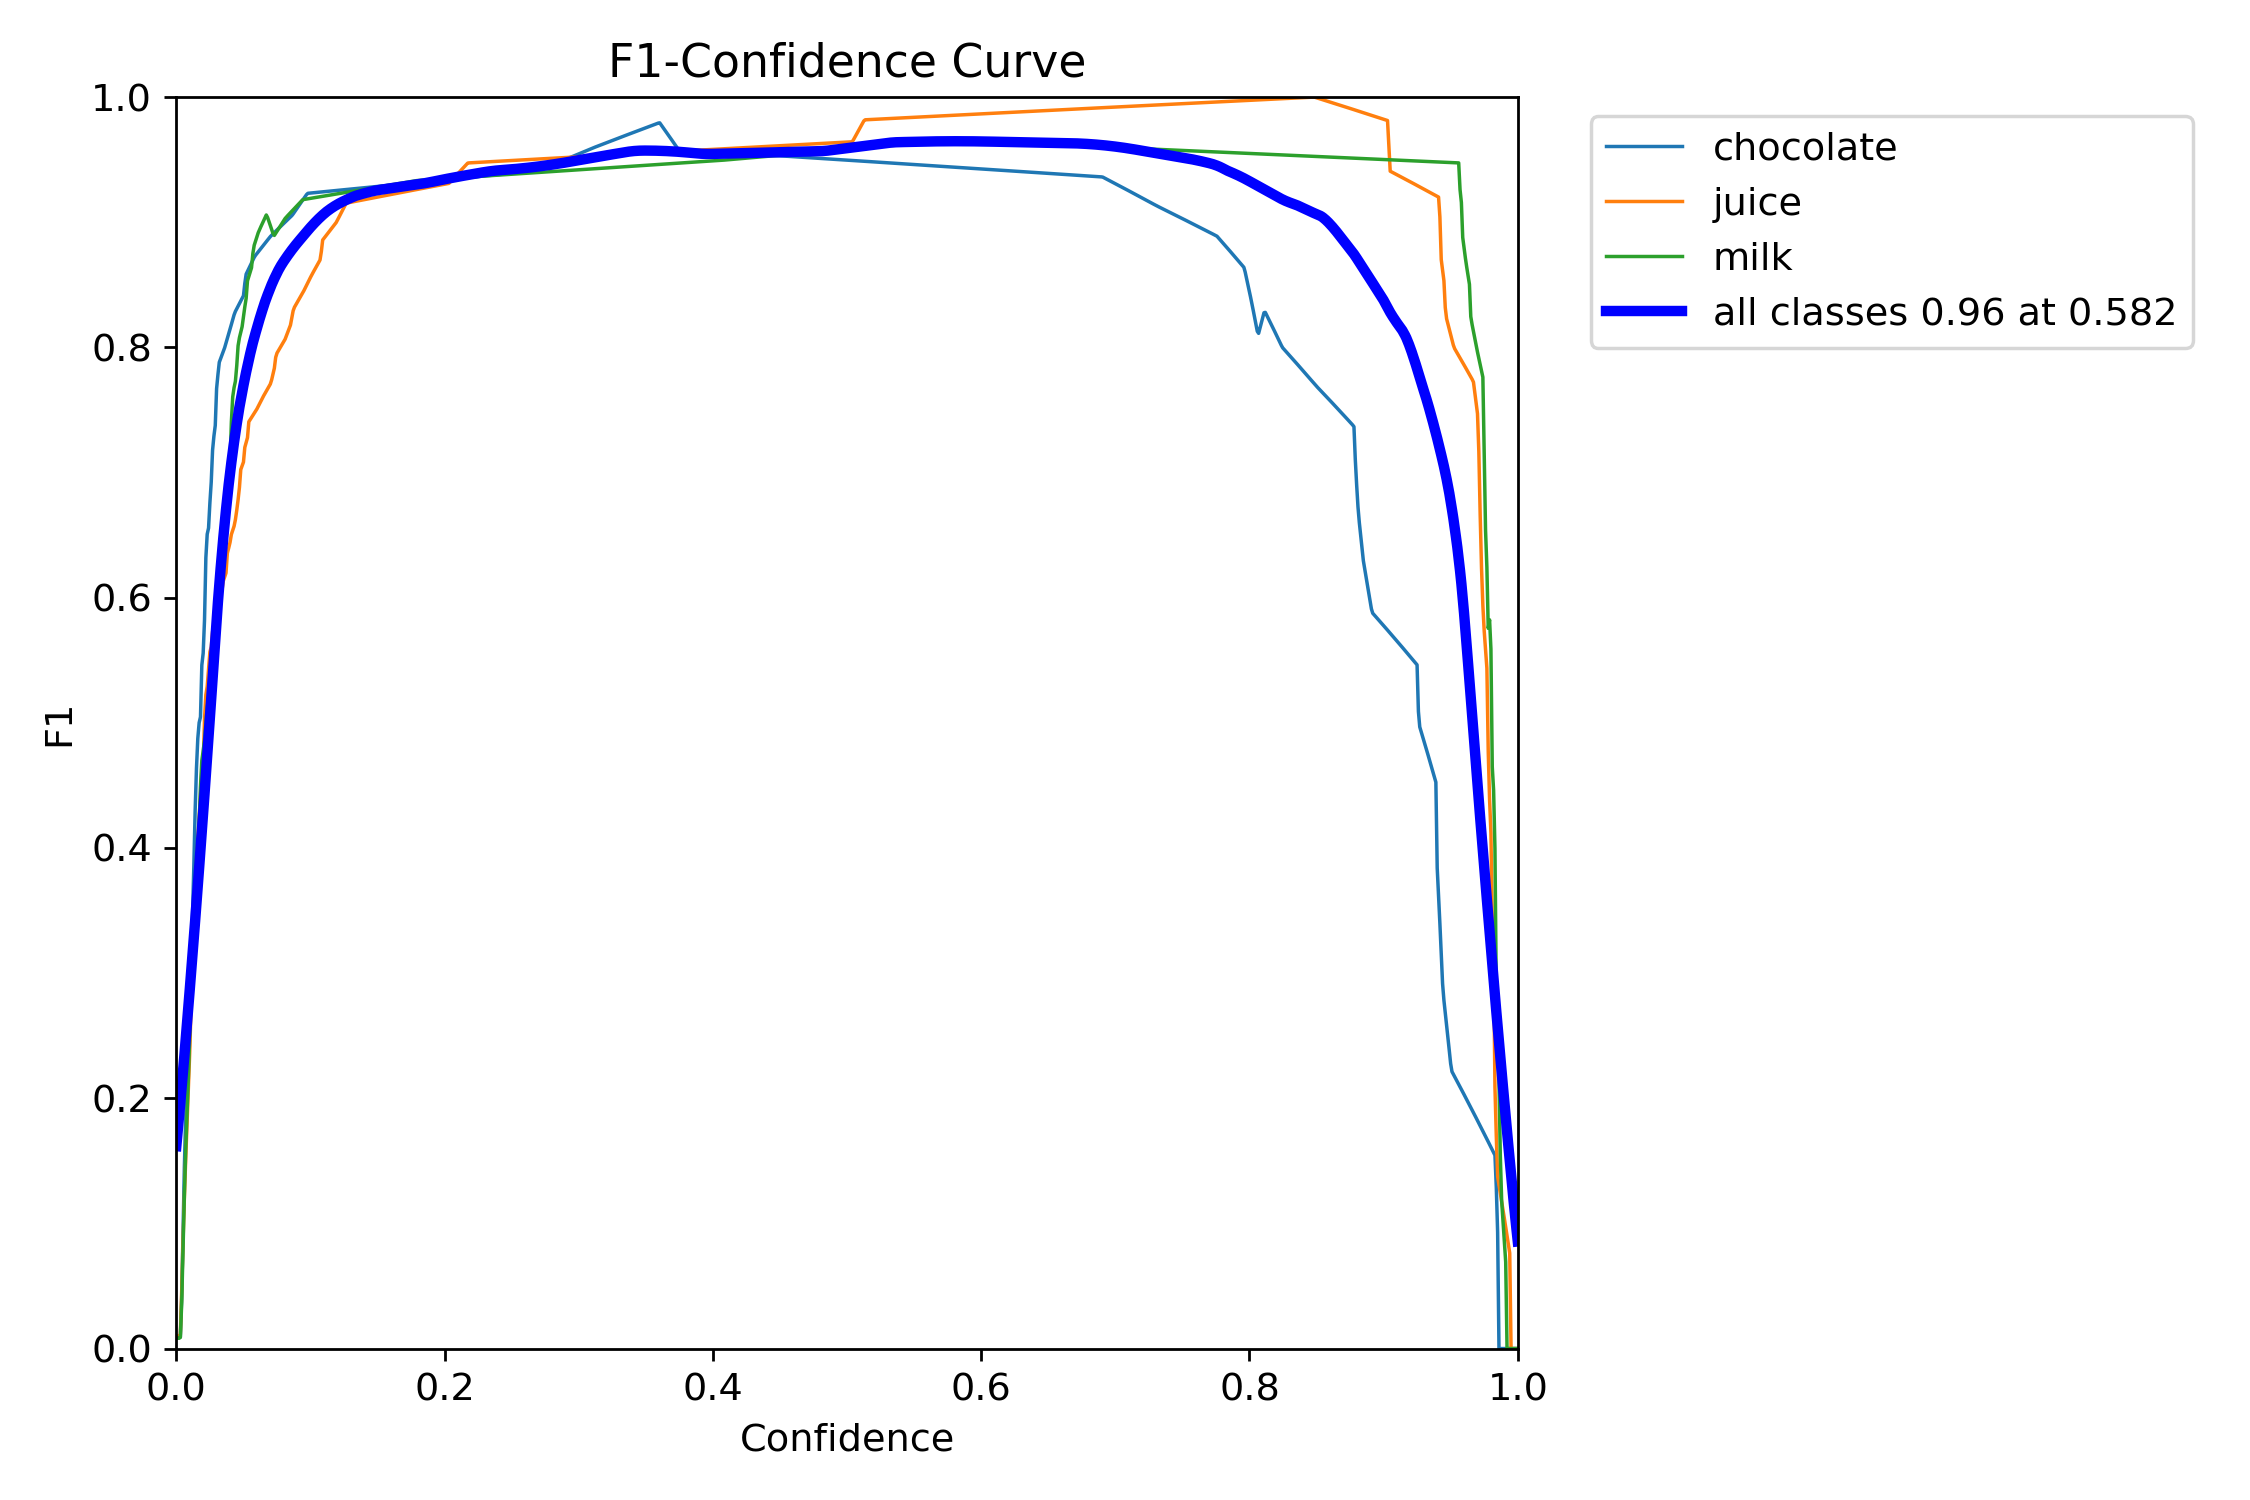 F1-Confidence Curve
1.0
0.8
0.6
0.4
0.2
0.0
F1
0.0 0.2 0.4 0.6 0.8 1.0
Confidence
chocolate
juice
milk
all classes 0.96 at 0.582